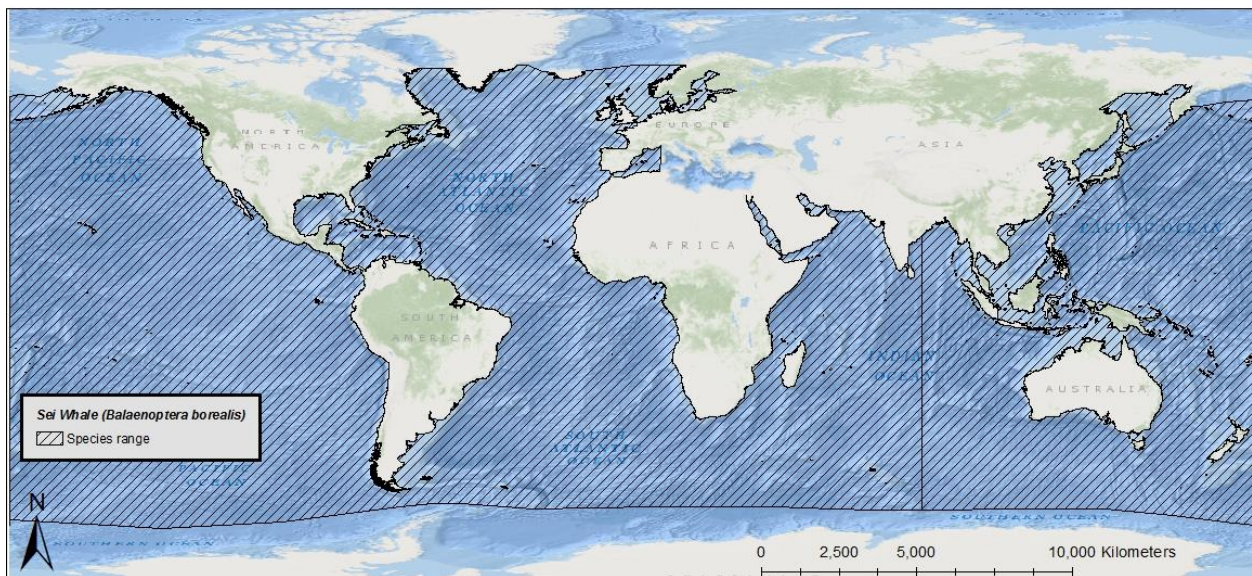 NORTH
PACIFIC
OCEAN
NORTH
AMERICA
NORTH
ATLANTIC
OCEAN
EUROPE
ASIA
AFRICA
PACIFIC OCEAN
SOUTH
AMERICA
INDIAN
OCEAN
AUSTRALIA
SOUTH
ATLANTIC
OCEAN
Sei Whale (Balaenoptera borealis)
Species range
PACIFIC
OCEAN
N
SOUTHERN OCEAN
SOUTHERN OCEAN
0 2,500 5,000 10,000 Kilometers